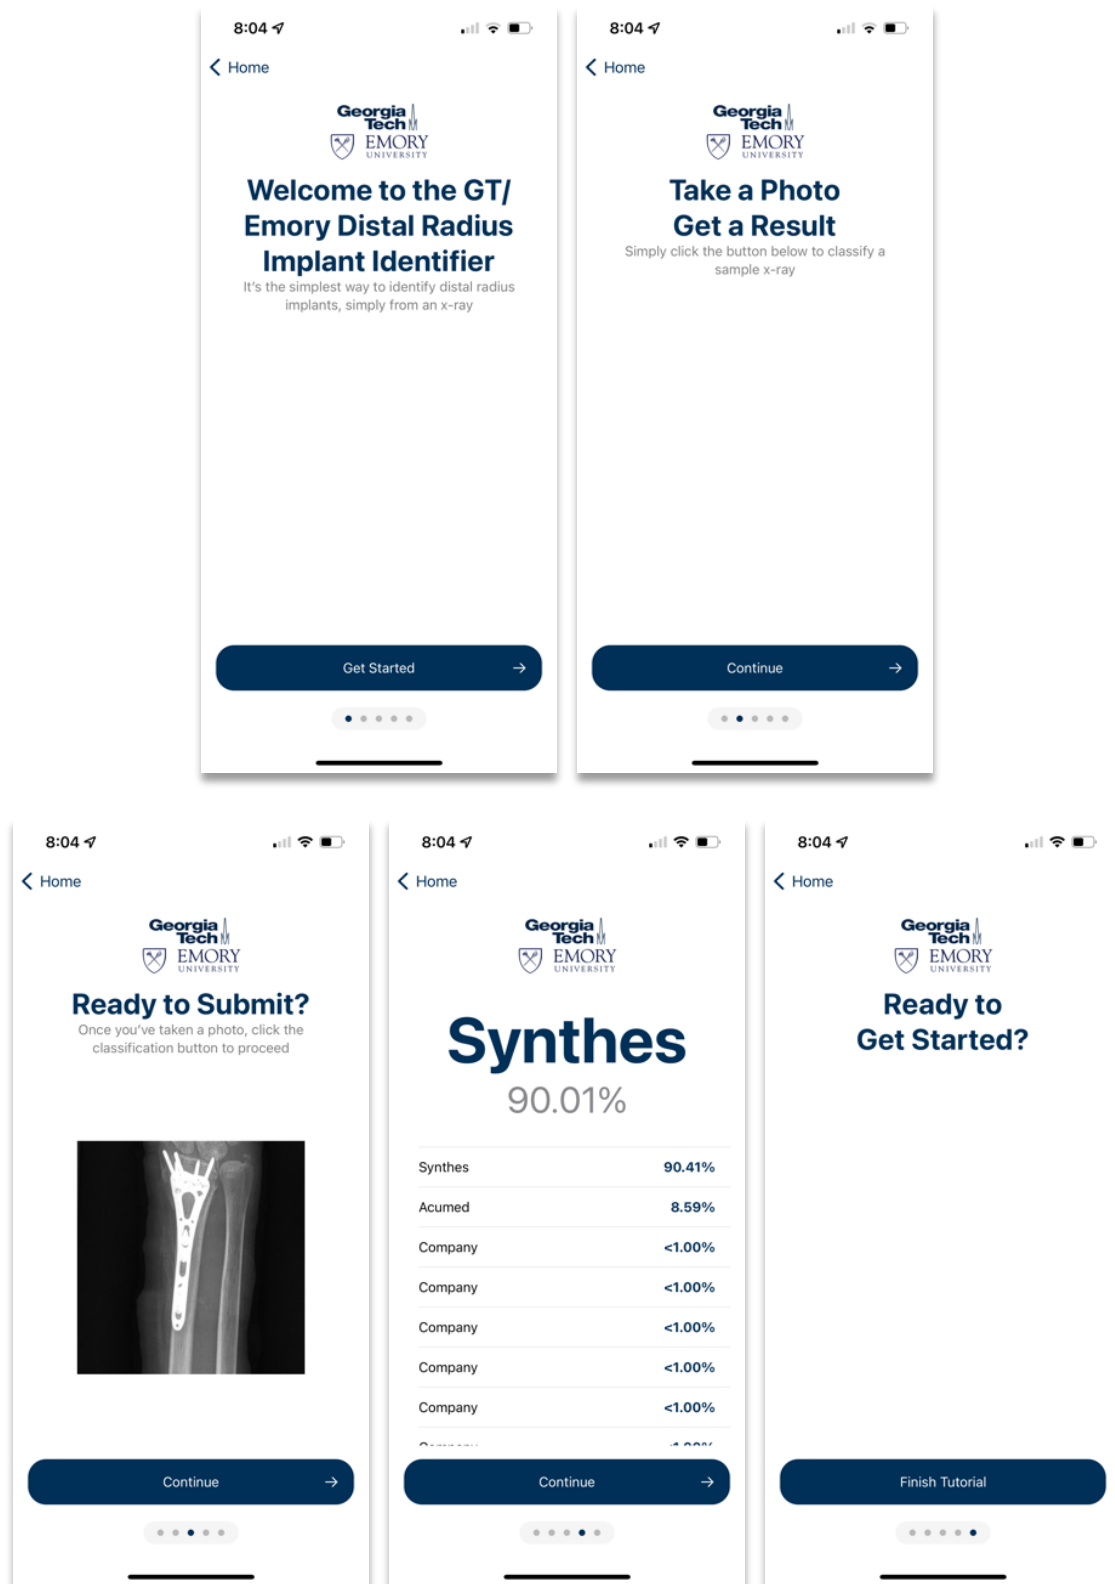 8:04
Home
Georgia
Tech
EMORY
UNIVERSITY
Welcome to the GT/
Emory Distal Radius
Implant Identifier
It's the simplest way to identify distal radius
implants, simply from an x-ray
Get Started
8:04
Home
Georgia
Tech
EMORY
UNIVERSITY
Take a Photo
Get a Result
Simply click the button below to classify a
sample x-ray
Continue
8:04
Home
Georgia
Tech
EMORY
UNIVERSITY
Ready to Submit?
Once you've taken a photo, click the
classification button to proceed
Continue
8:04
Home
Georgia
Tech
EMORY
UNIVERSITY
Synthes
90.01%
Synthes 90.41%
Acumed 8.59%
Company <1.00%
Company <1.00%
Company <1.00%
Company <1.00%
Company <1.00%
Continue
8:04
Home
Georgia
Tech
EMORY
UNIVERSITY
Ready to
Get Started?
Finish Tutorial